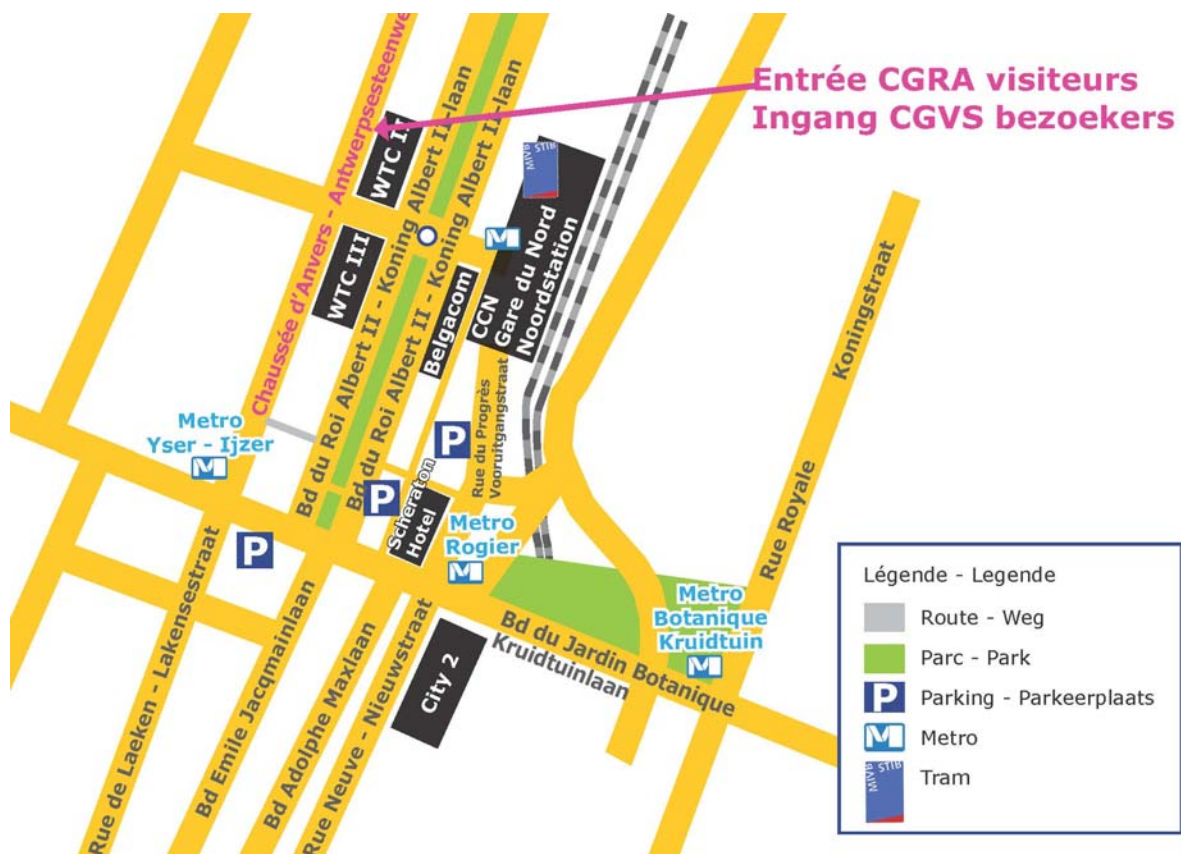 Entrée CGRA visiteurs
Ingang CGVS bezoekers
Chaussée d'Anvers - Antwerpsesteenwe
WTC II
WTC III
Bd du Roi Albert II - Koning Albert II-laan
Bd du Roi Albert II - Koning Albert II-laan
MIVB
STIB
M
Belgacom
CCN
Gare du Nord
Noordstation
Koningstraat
Rue Royale
Metro
Yser - Ijzer
M
P
Rue du Progrès
Vooruitgangstraat
P
Scheraton
Hotel
P
Metro
Rogier
M
Metro
Botanique
Kruidtuin
M
Bd du Jardin Botanique
Kruidtuinlaan
City 2
Rue de Laeken - Lakensestraat
Bd Emile Jacqmainlaan
Bd Adolphe Maxlaan
Rue Neuve - Nieuwstraat
Légende - Legende
Route - Weg
Parc - Park
P Parking - Parkeerplaats
M Metro
MIVB STIB Tram